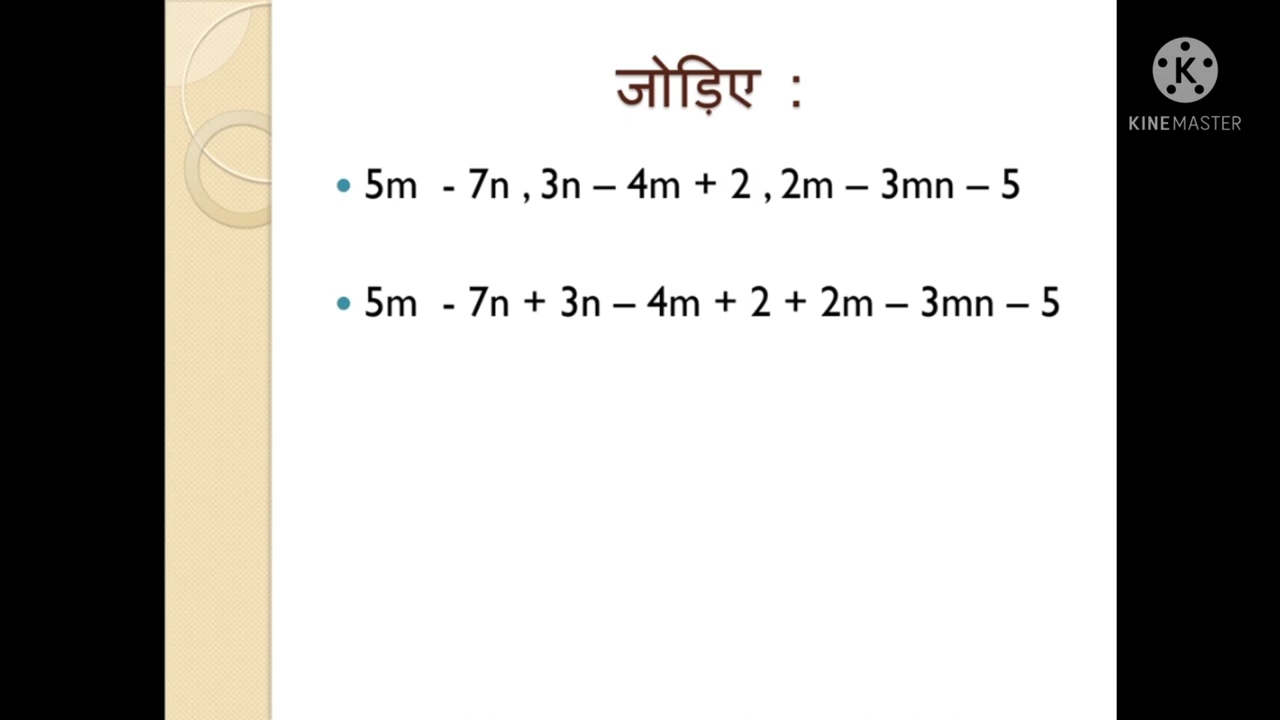 जोड़िए :
KINEMASTER
• 5m - 7n , 3n – 4m + 2 , 2m – 3mn – 5
• 5m - 7n + 3n – 4m + 2 + 2m – 3mn – 5